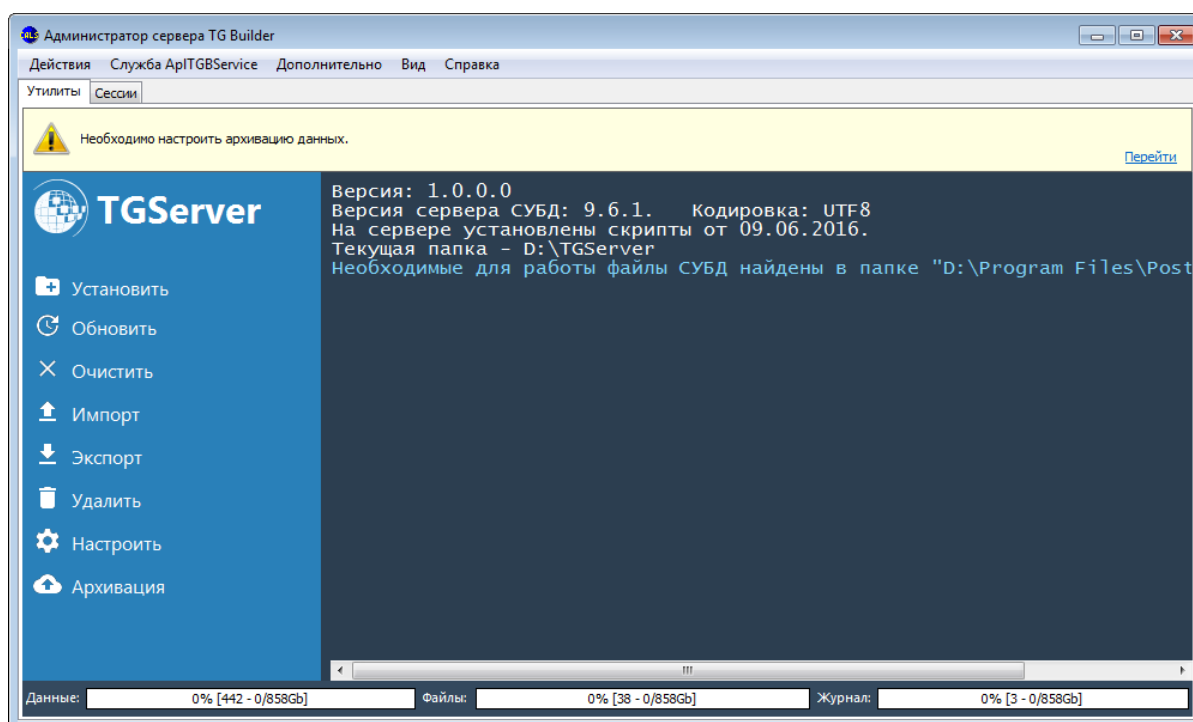 Администратор сервера TG Builder
Действия Служба AplTGBService Дополнительно Вид Справка
Утилиты Сессии
Необходимо настроить архивацию данных.
Перейти
TGServer
Установить
Обновить
Очистить
Импорт
Экспорт
Удалить
Настроить
Архивация
Версия: 1.0.0.0
Версия сервера СУБД: 9.6.1. Кодировка: UTF8
На сервере установлены скрипты от 09.06.2016.
Текущая папка - D:\TGServer
Необходимые для работы файлы СУБД найдены в папке "D:\Program Files\Post
Данные: 0% [442 - 0/858Gb] Файлы: 0% [38 - 0/858Gb] Журнал: 0% [3 - 0/858Gb]